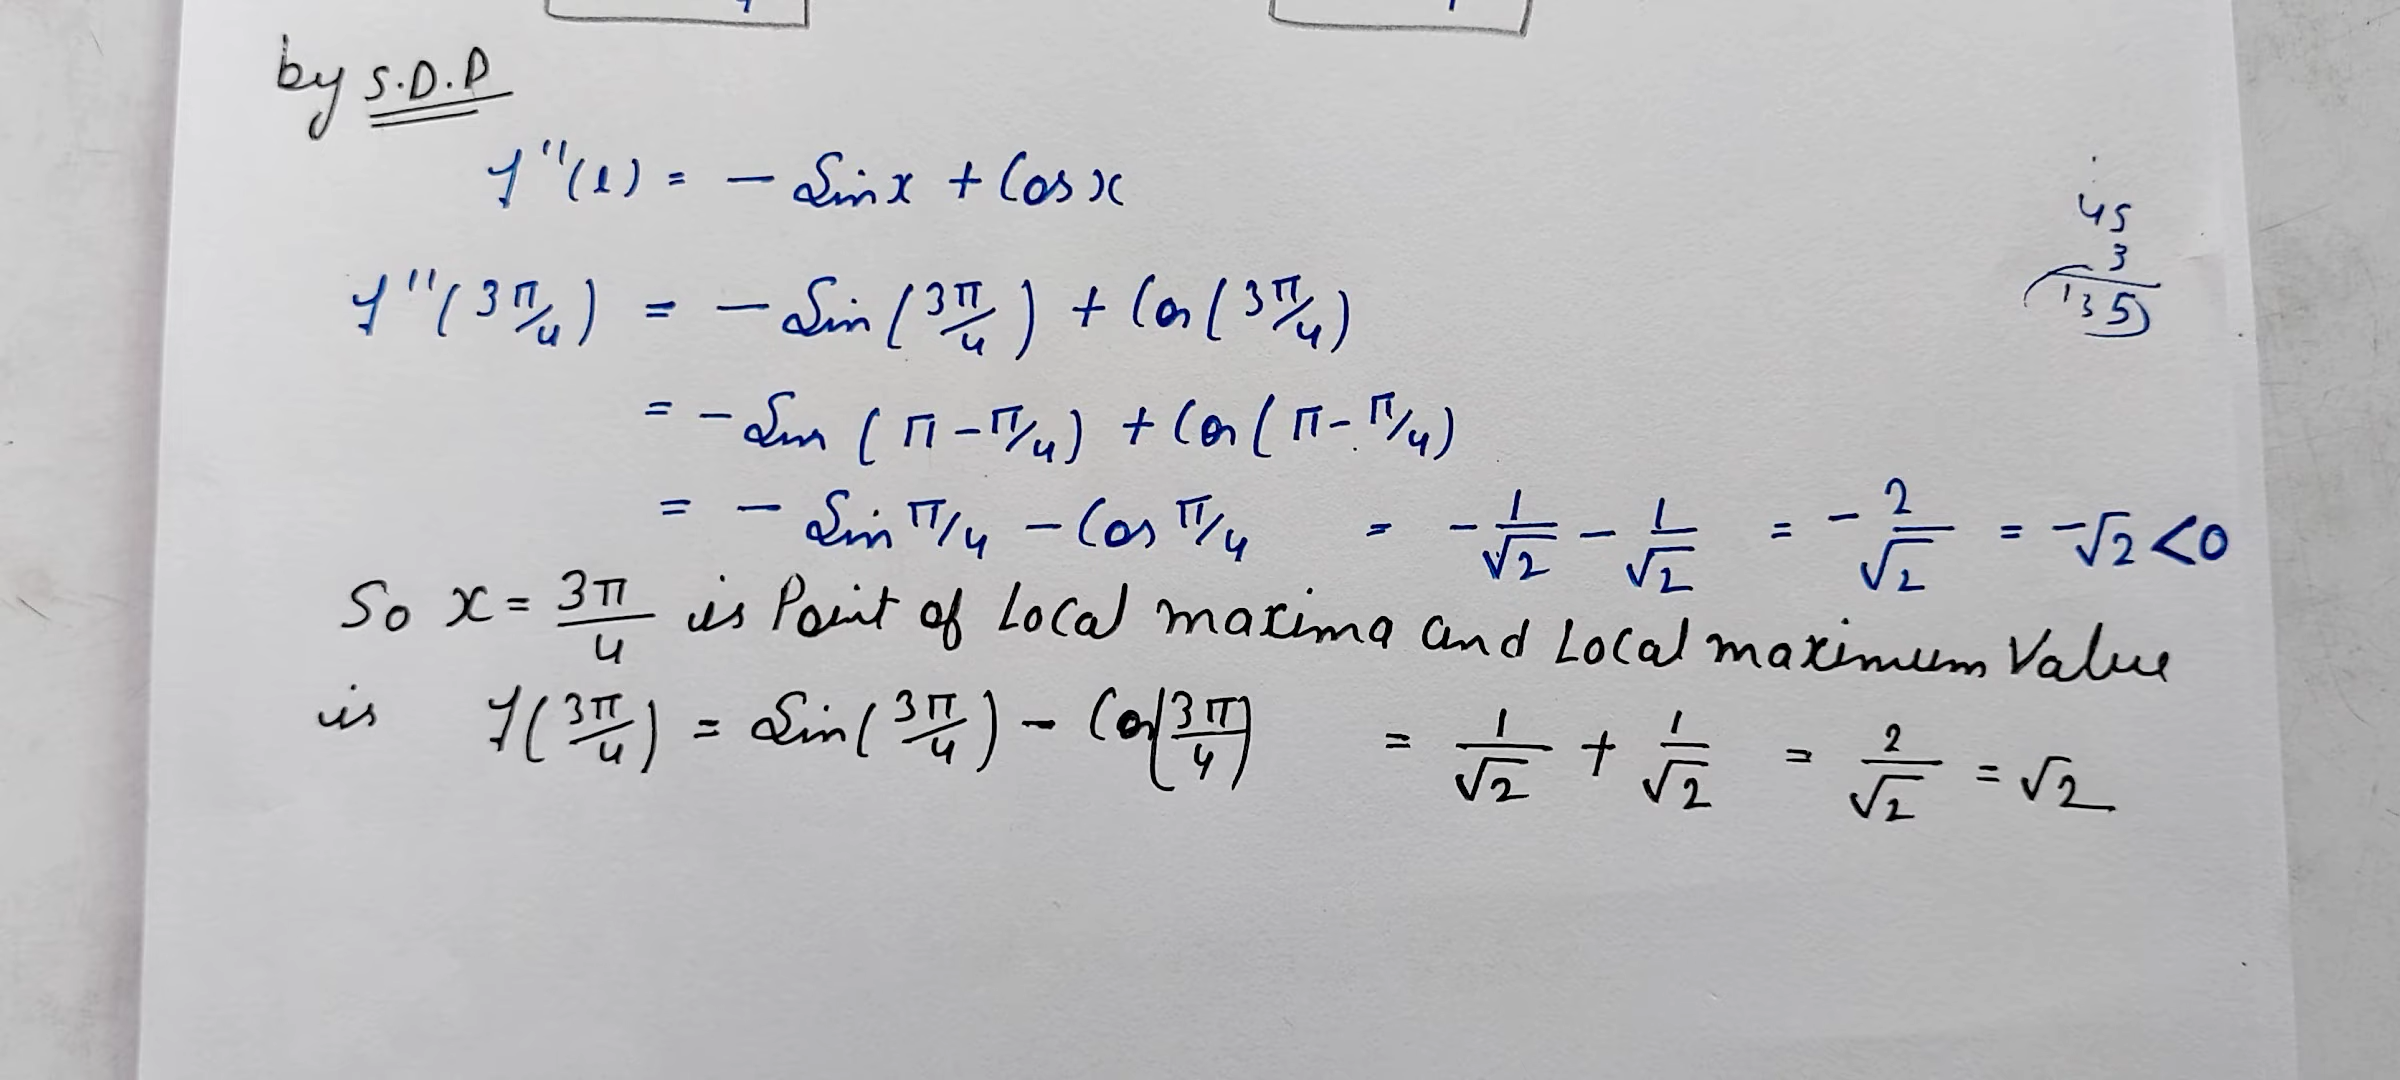 by S.D.D
f''(x) = - Sin x + Cos x
45
3
135
f''(3π/4) = - Sin(3π/4) + Cos(3π/4)
= - Sin(π - π/4) + Cos(π - π/4)
= - Sin π/4 - Cos π/4 = - 1/√2 - 1/√2 = - 2/√2 = -√2 < 0
So x = 3π/4 is Point of Local maxima and Local maximum Value
is f(3π/4) = Sin(3π/4) - Cos(3π/4) = 1/√2 + 1/√2 = 2/√2 = √2